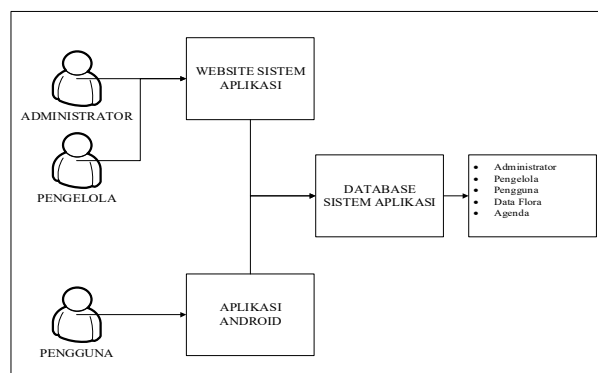 WEBSITE SISTEM
APLIKASI
ADMINISTRATOR
PENGELOLA
DATABASE
SISTEM APLIKASI
Administrator
Pengelola
Pengguna
Data Flora
Agenda
APLIKASI
ANDROID
PENGGUNA